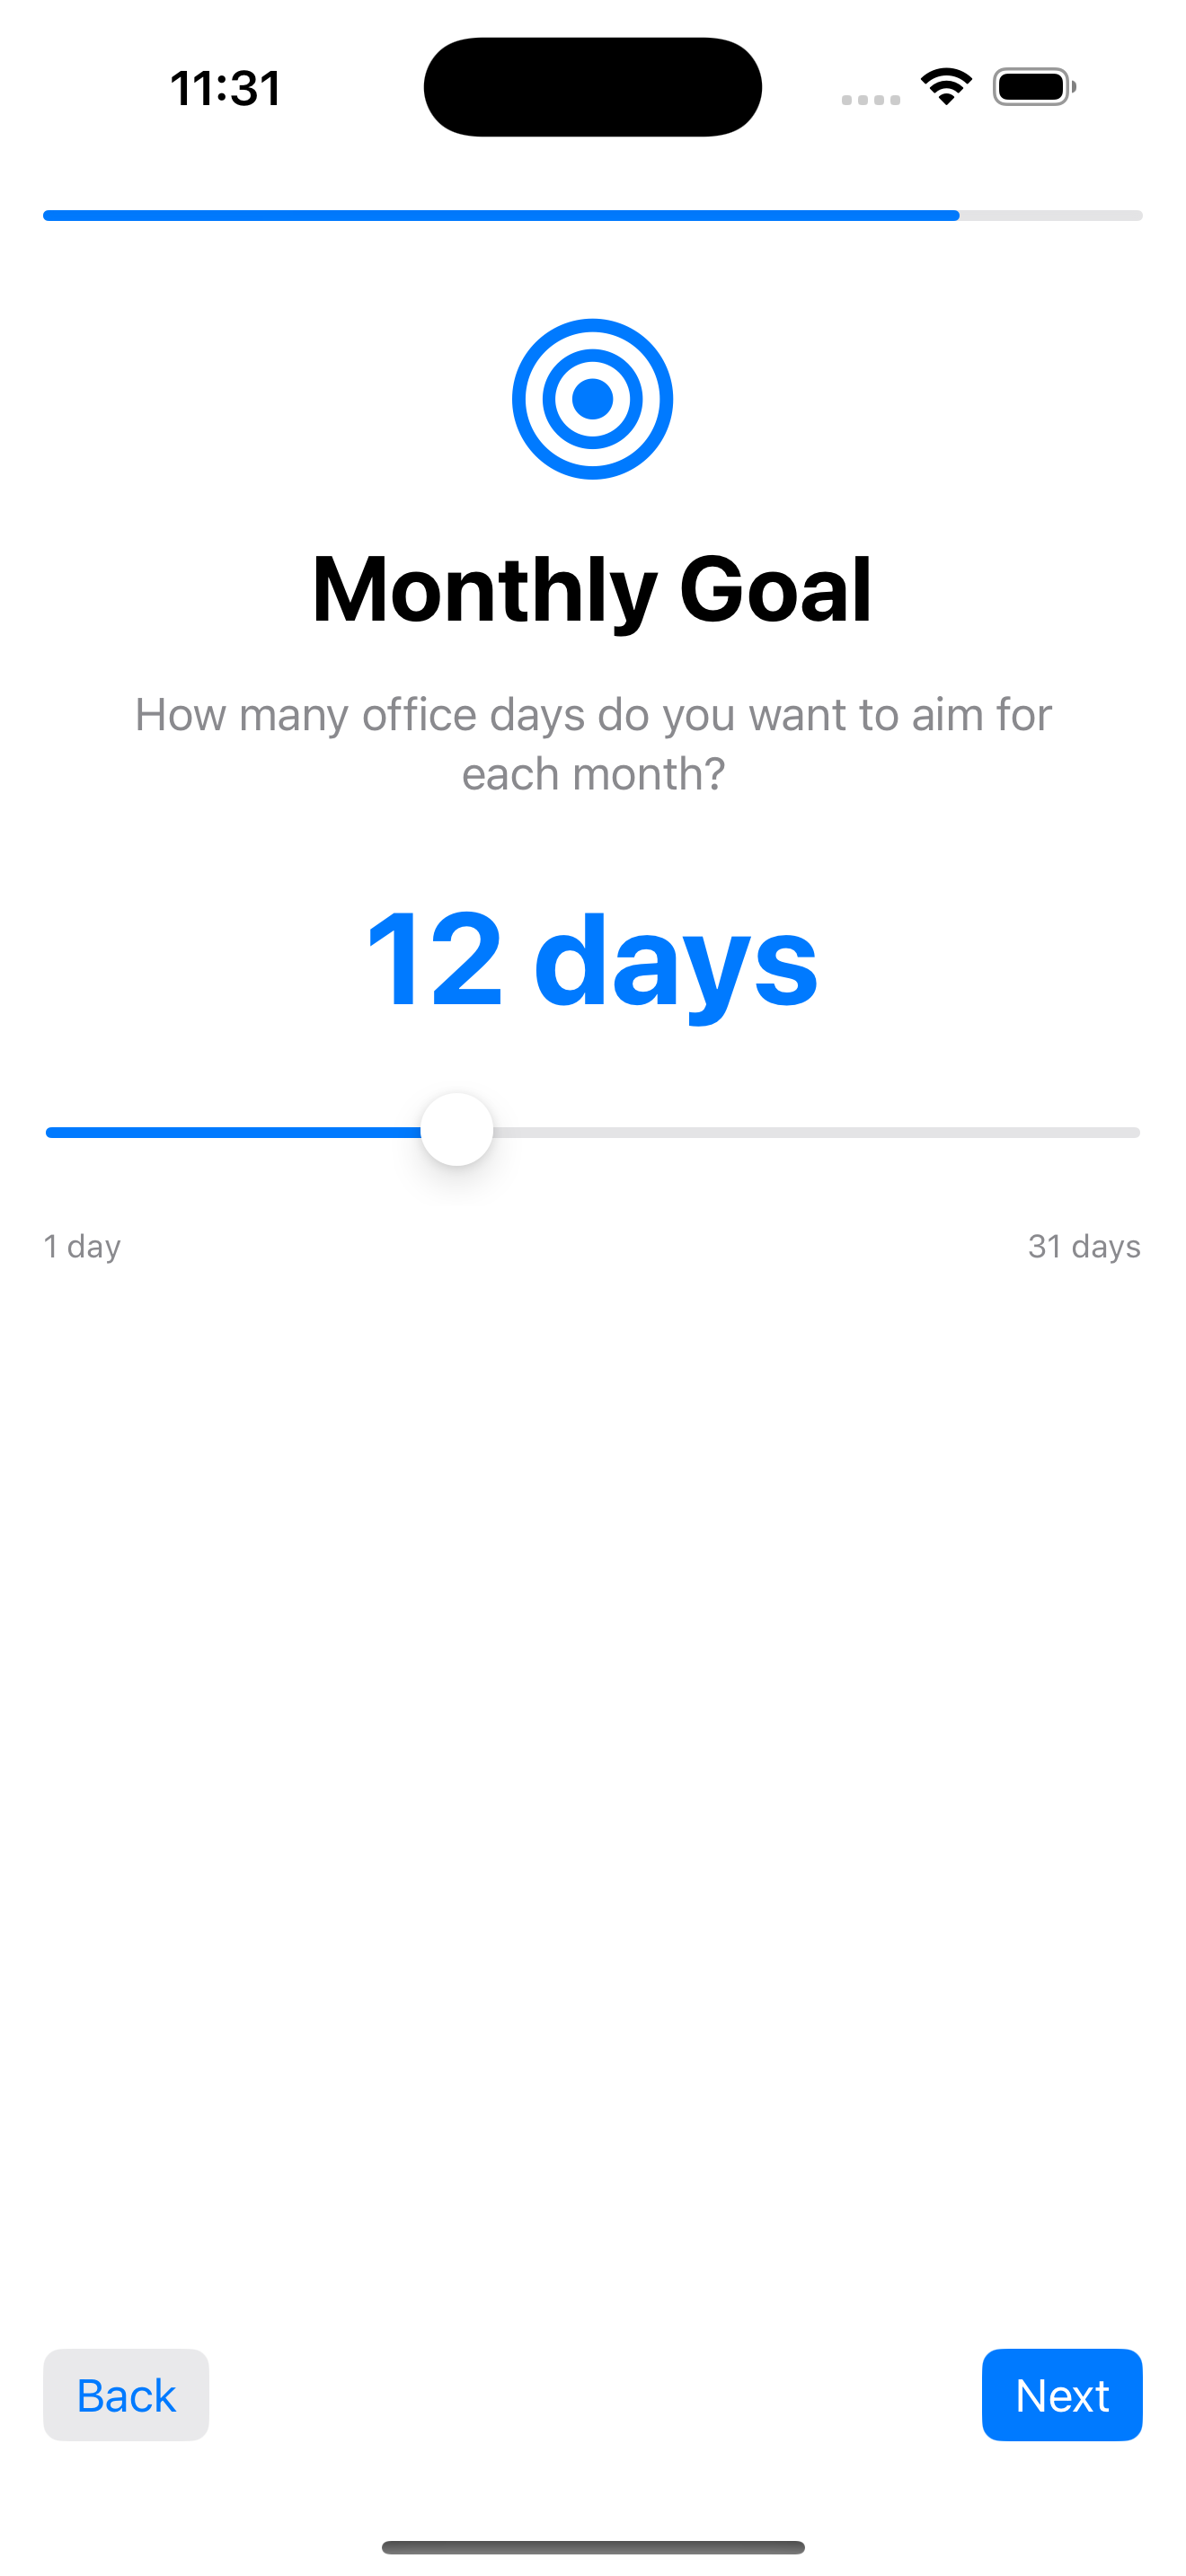 11:31
Monthly Goal
How many office days do you want to aim for
each month?
12 days
1 day
31 days
Back
Next